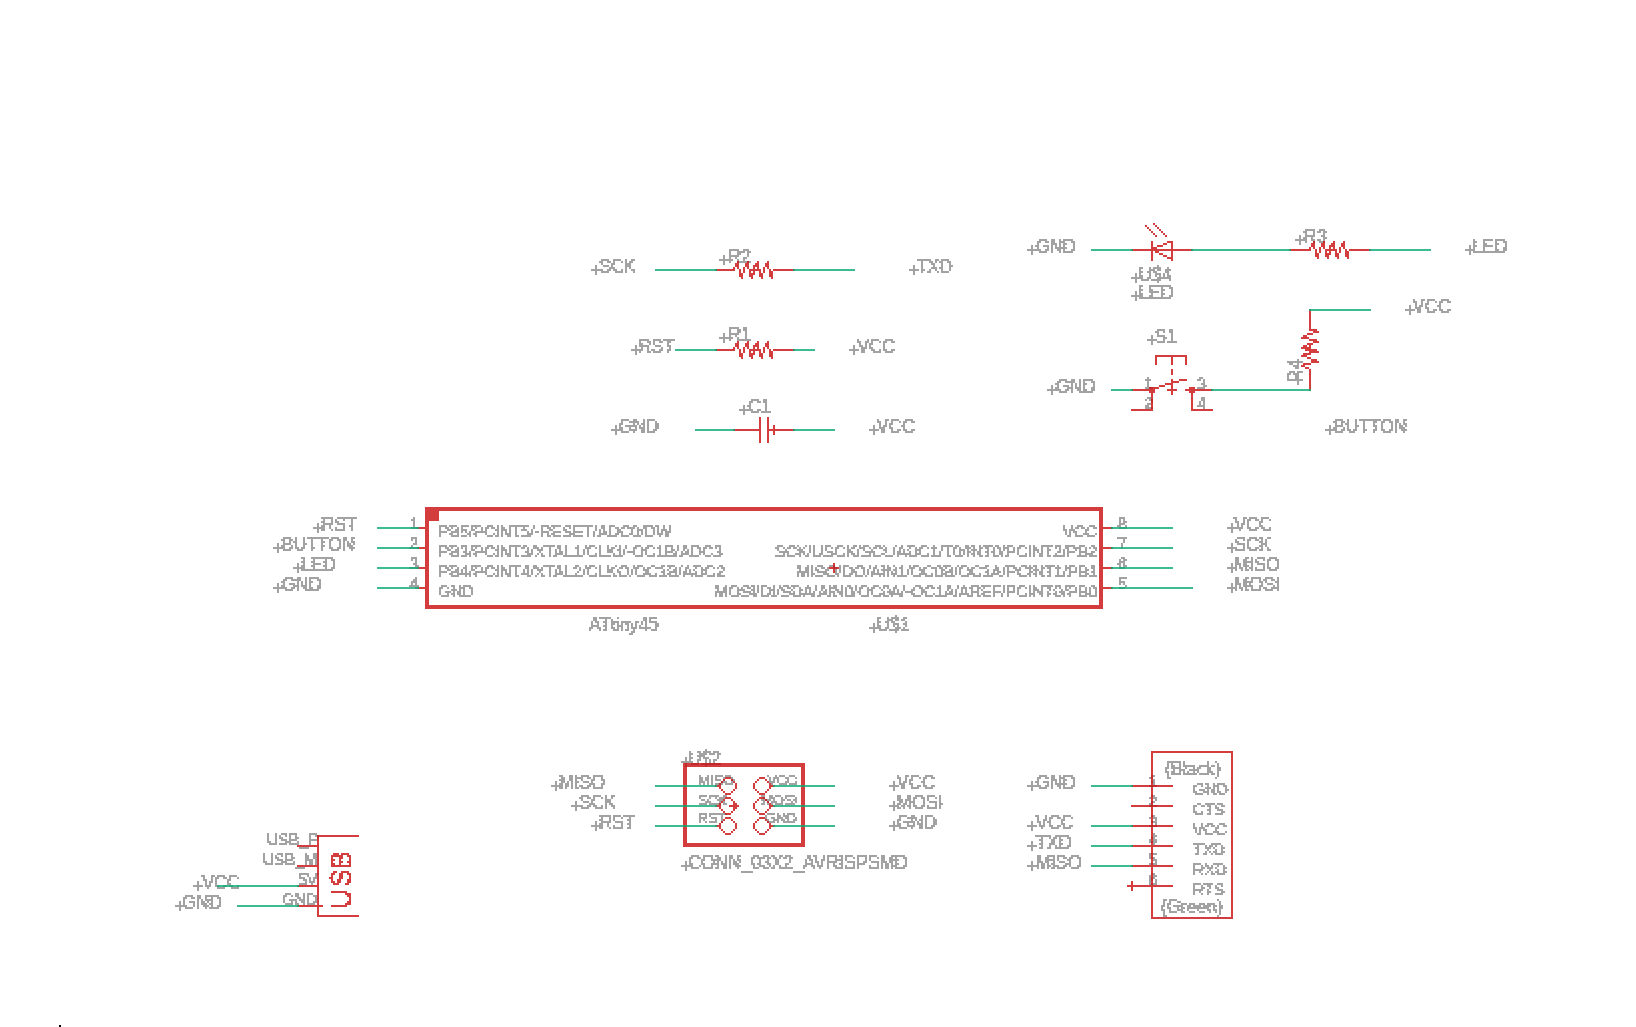 +GND
+R3
+LED
+SCK
+R2
+TXD
+U$4
+LED
+VCC
+RST
+R1
+VCC
+S1
R4
+GND
1
3
2
4
+GND
+C1
+VCC
+BUTTON
+RST
1
PB5/PCINT5/-RESET/ADC0/DW
VCC
8
+VCC
+BUTTON
2
PB3/PCINT3/XTAL1/CLKI/-OC1B/ADC3
SCK/USCK/SCL/ADC1/T0/INT0/PCINT2/PB2
7
+SCK
+LED
3
PB4/PCINT4/XTAL2/CLKO/OC1B/ADC2
MISO/DO/AIN1/OC0B/OC1A/PCINT1/PB1
6
+MISO
+GND
4
GND
MOSI/DI/SDA/AIN0/OC0A/-OC1A/AREF/PCINT0/PB0
5
+MOSI
ATtiny45
+U$1
+U$2
+MISO
MISO
VCC
+VCC
+SCK
SCK
MOSI
+MOSI
+RST
RST
GND
+GND
+CONN_03X2_AVRISPSMD
(Black)
+GND
1
GND
2
CTS
+VCC
3
VCC
+TXD
4
TXD
+MISO
5
RXD
6
RTS
(Green)
USB_P
USB_M
+VCC
5V
+GND
GND
USB